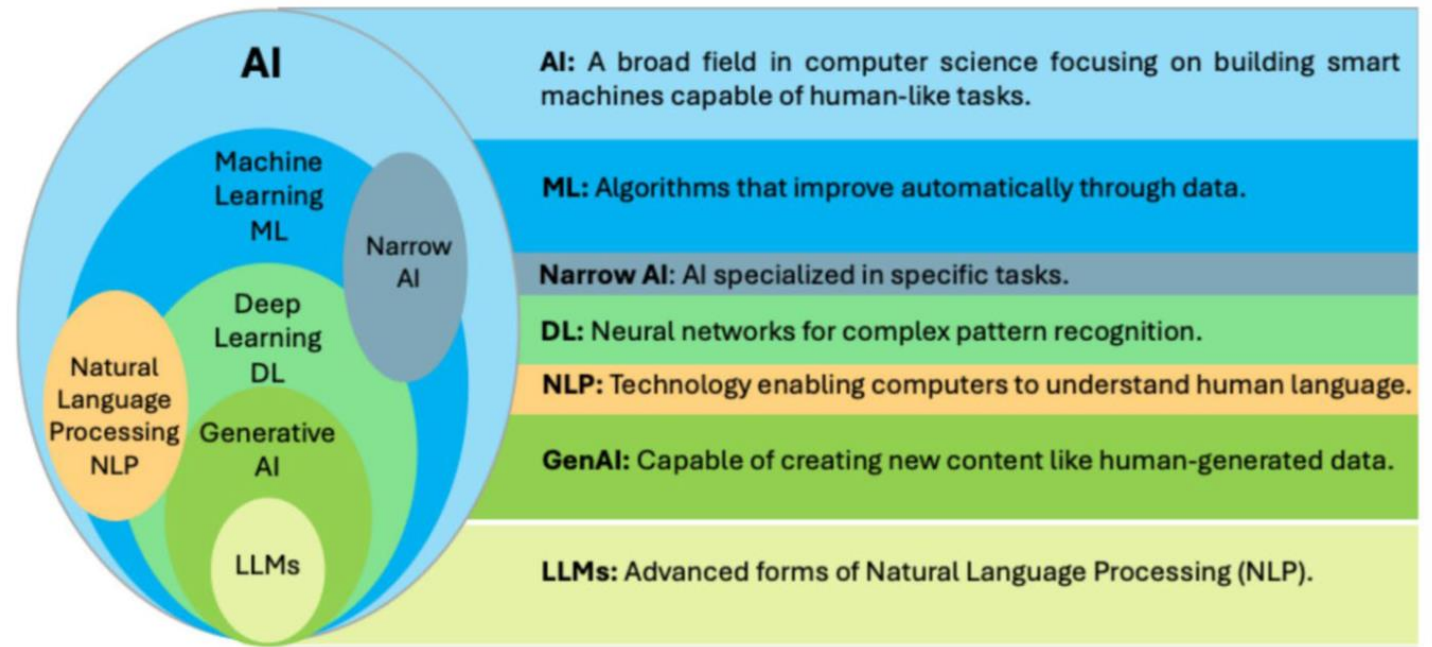 AI
Machine
Learning
ML
Narrow
AI
Deep
Learning
DL
Natural
Language
Processing
NLP
Generative
AI
LLMs
AI: A broad field in computer science focusing on building smart
machines capable of human-like tasks.
ML: Algorithms that improve automatically through data.
Narrow AI: AI specialized in specific tasks.
DL: Neural networks for complex pattern recognition.
NLP: Technology enabling computers to understand human language.
GenAI: Capable of creating new content like human-generated data.
LLMs: Advanced forms of Natural Language Processing (NLP).